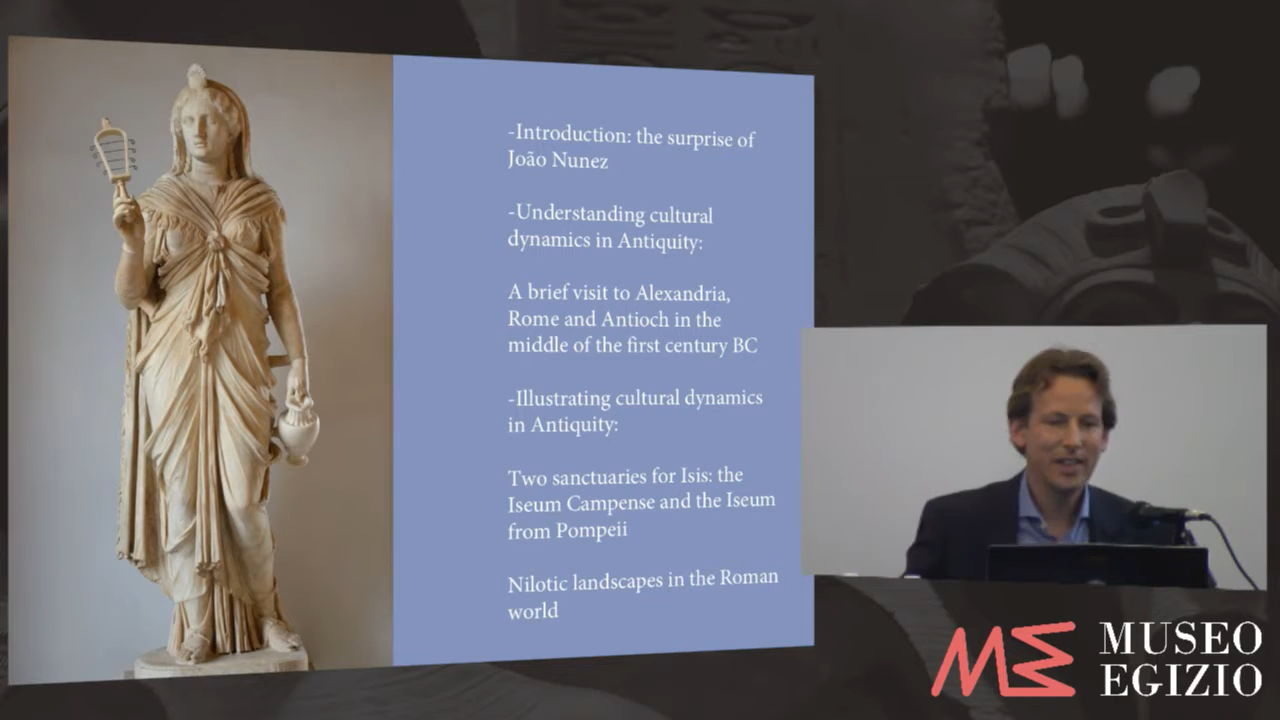 -Introduction: the surprise of
João Nunez
-Understanding cultural
dynamics in Antiquity:
A brief visit to Alexandria,
Rome and Antioch in the
middle of the first century BC
-Illustrating cultural dynamics
in Antiquity:
Two sanctuaries for Isis: the
Iseum Campense and the Iseum
from Pompeii
Nilotic landscapes in the Roman
world
ME
MUSEO
EGIZIO